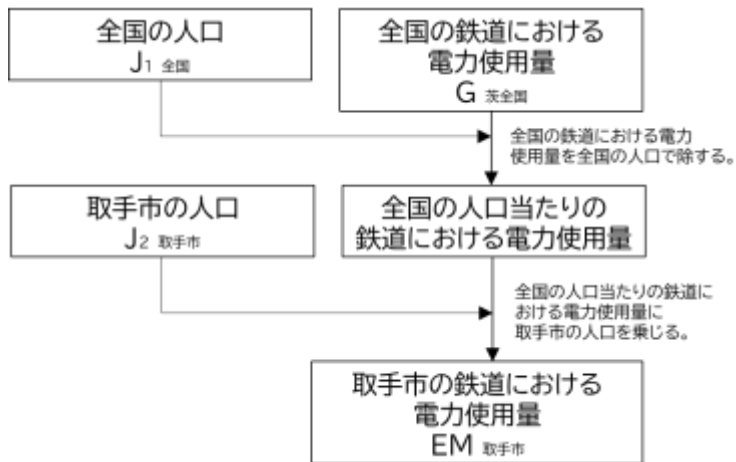 全国の人口
J1 全国
全国の鉄道における
電力使用量
G 茨全国
全国の鉄道における電力
使用量を全国の人口で除する。
取手市の人口
J2 取手市
全国の人口当たりの
鉄道における電力使用量
全国の人口当たりの鉄道に
おける電力使用量に
取手市の人口を乗じる。
取手市の鉄道における
電力使用量
EM 取手市